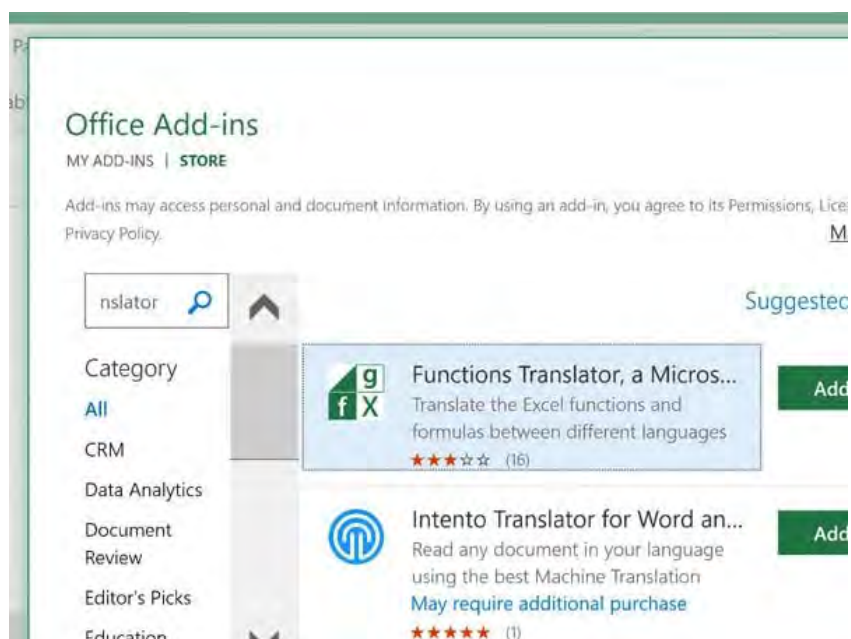 Office Add-ins
MY ADD-INS | STORE
Add-ins may access personal and document information. By using an add-in, you agree to its Permissions, Lice
Privacy Policy.
M
nslator
Suggested
Category
All
CRM
Data Analytics
Document
Review
Editor's Picks
Education
g
f X
Functions Translator, a Micros...
Translate the Excel functions and
formulas between different languages
(16)
Add
Intento Translator for Word an...
Read any document in your language
using the best Machine Translation
May require additional purchase
(1)
Add